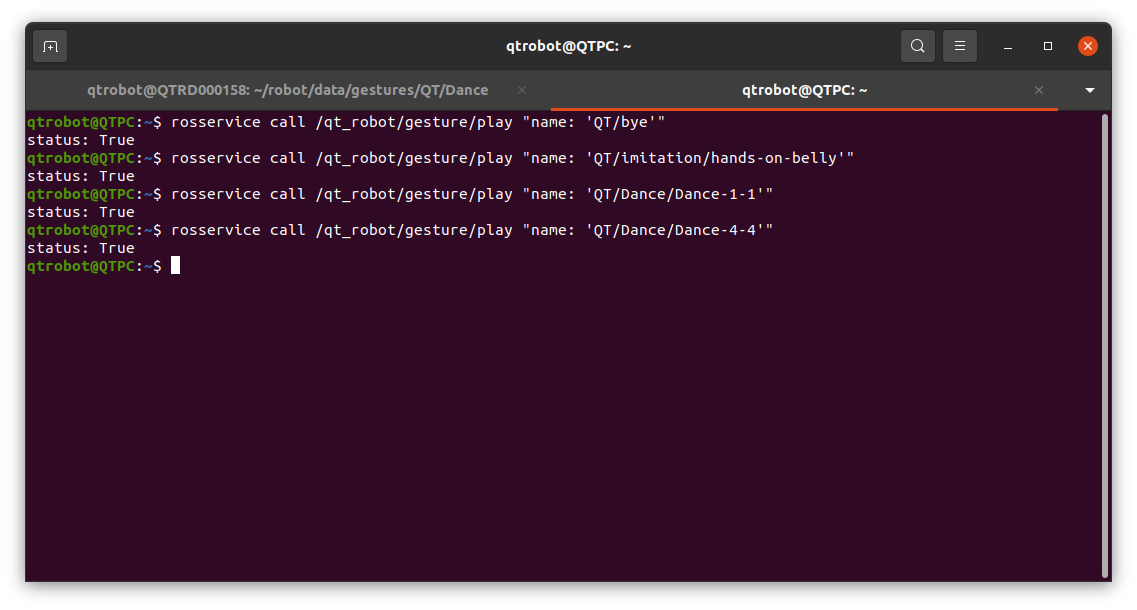 qtrobot@QTPC: ~
qtrobot@QTRD000158: ~/robot/data/gestures/QT/Dance
qtrobot@QTPC: ~
qtrobot@QTPC:~$ rosservice call /qt_robot/gesture/play "name: 'QT/bye'"
status: True
qtrobot@QTPC:~$ rosservice call /qt_robot/gesture/play "name: 'QT/imitation/hands-on-belly'"
status: True
qtrobot@QTPC:~$ rosservice call /qt_robot/gesture/play "name: 'QT/Dance/Dance-1-1'"
status: True
qtrobot@QTPC:~$ rosservice call /qt_robot/gesture/play "name: 'QT/Dance/Dance-4-4'"
status: True
qtrobot@QTPC:~$